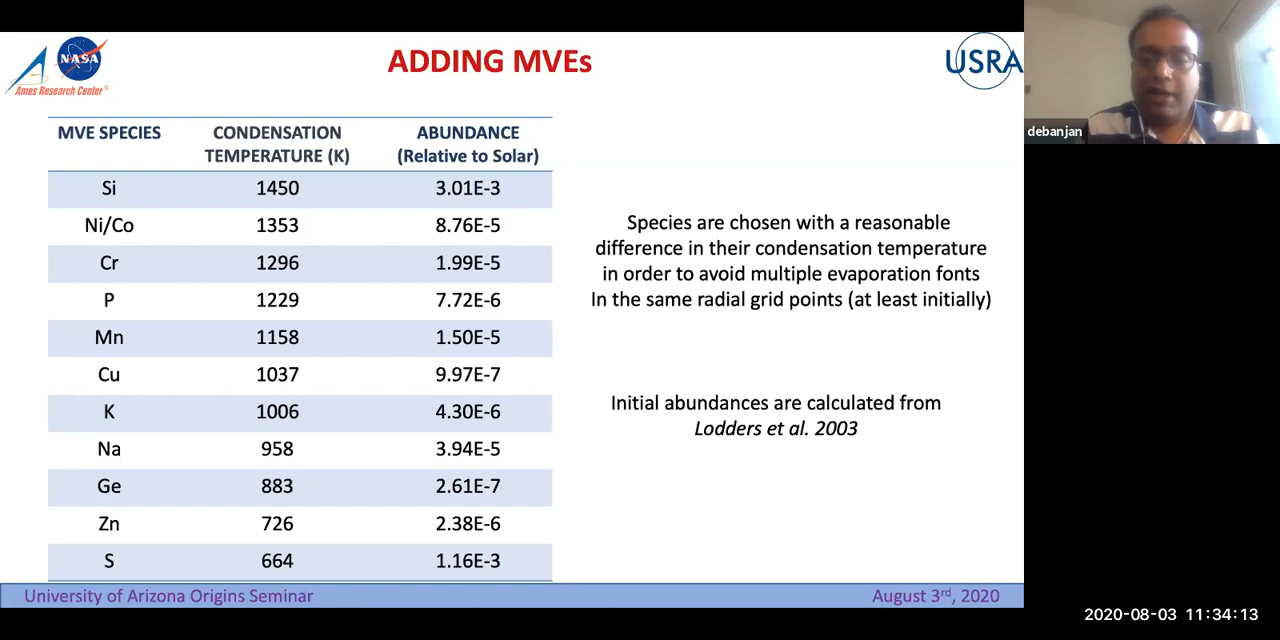 NASA
Ames Research Center
ADDING MVEs
USRA
debanjan
MVE SPECIES CONDENSATION TEMPERATURE (K) ABUNDANCE (Relative to Solar)
Si 1450 3.01E-3
Ni/Co 1353 8.76E-5
Cr 1296 1.99E-5
P 1229 7.72E-6
Mn 1158 1.50E-5
Cu 1037 9.97E-7
K 1006 4.30E-6
Na 958 3.94E-5
Ge 883 2.61E-7
Zn 726 2.38E-6
S 664 1.16E-3
Species are chosen with a reasonable
difference in their condensation temperature
in order to avoid multiple evaporation fonts
In the same radial grid points (at least initially)
Initial abundances are calculated from
Lodders et al. 2003
University of Arizona Origins Seminar
August 3rd, 2020
2020-08-03 11:34:13